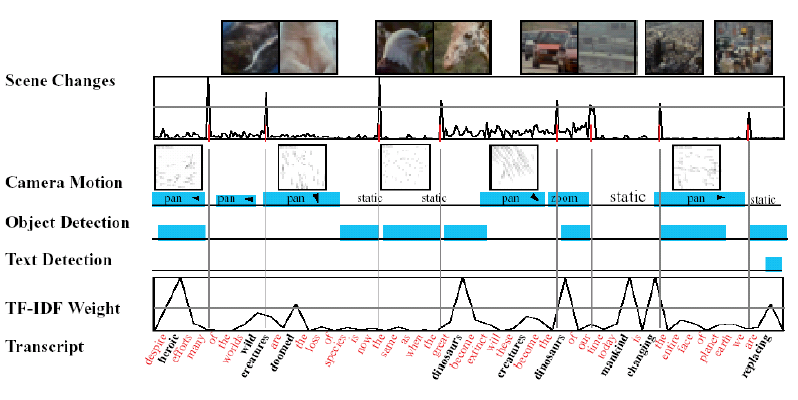 Scene Changes
Camera Motion
pan pan pan static static pan zoom static pan static
Object Detection
Text Detection
TF-IDF Weight
Transcript
despite heroic efforts many of the worlds wild creatures are doomed the loss of species is now the same as when the great dinosaurs become extinct will these creatures become the dinosaurs of our time today mankind is changing the entire face of planet earth we are replacing